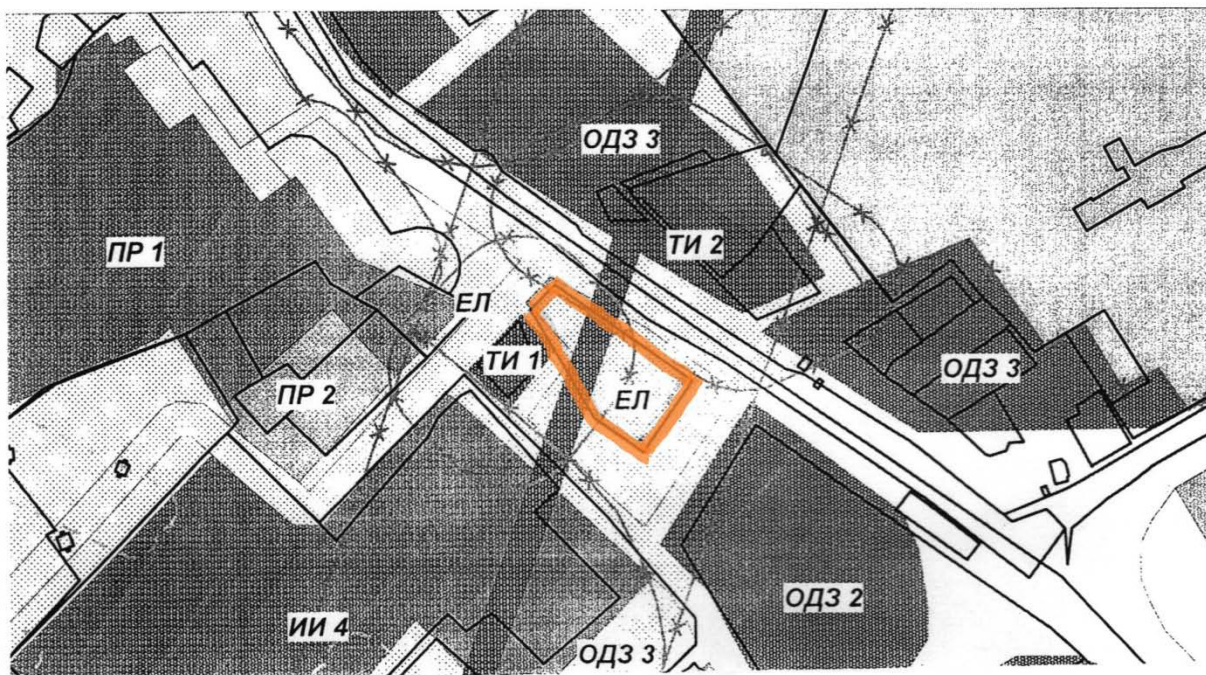 ОДЗ 3
ТИ 2
ПР 1
ЕЛ
ТИ 1
ОДЗ 3
ПР 2
ЕЛ
ОДЗ 2
ИИ 4
ОДЗ 3